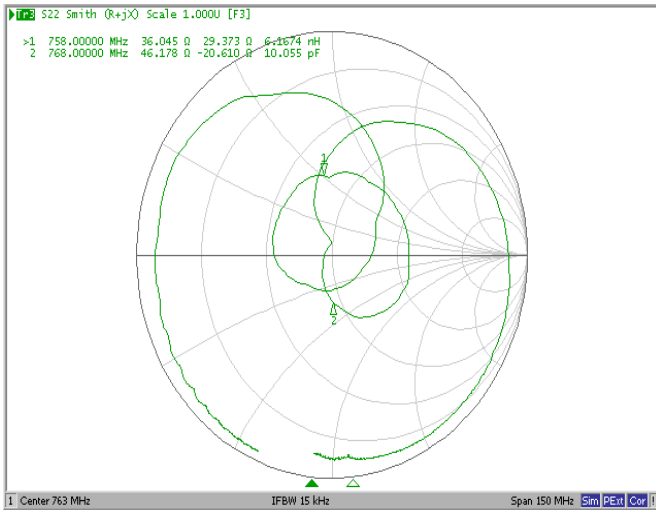 Tr3 S22 Smith (R+jX) Scale 1.000U [F3]
>1 758.00000 MHz 36.045 Ω 29.373 Ω 6.1674 nH
2 768.00000 MHz 46.178 Ω -20.610 Ω 10.055 pF
1
2
1 Center 763 MHz IFBW 15 kHz Span 150 MHz Sim PExt Cor !